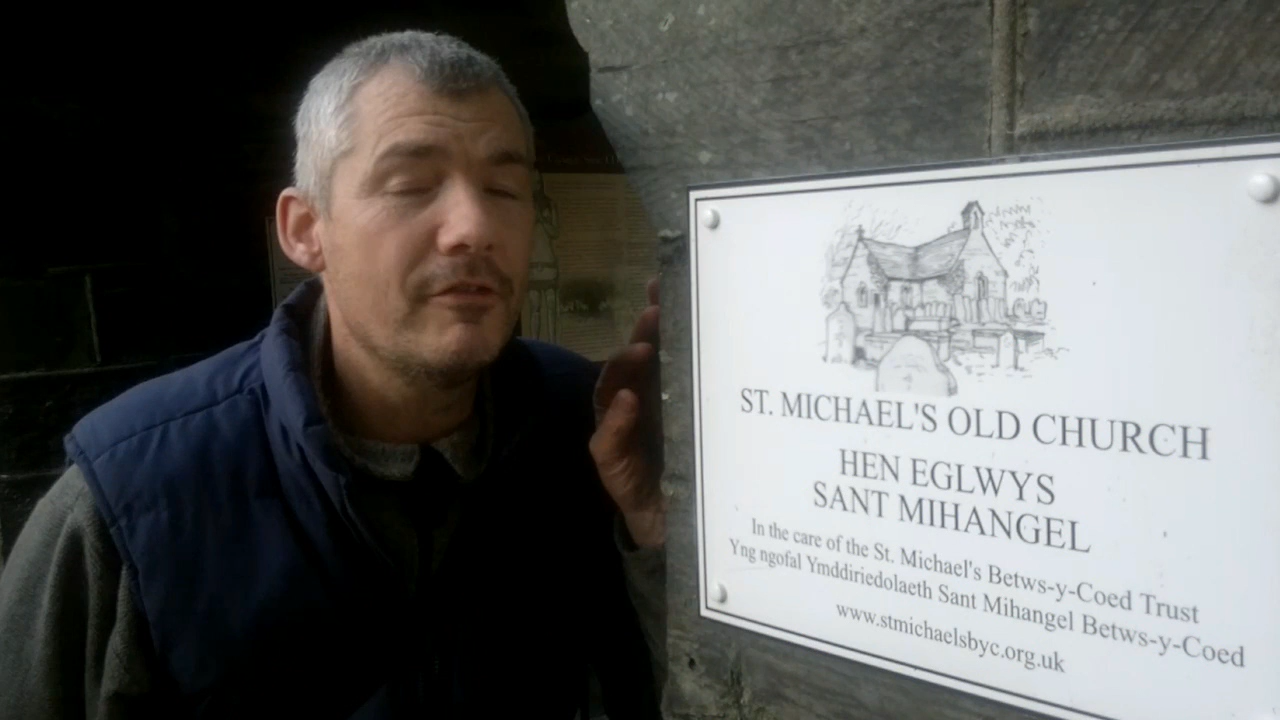 ST. MICHAEL'S OLD CHURCH
HEN EGLWYS
SANT MIHANGEL
In the care of the St. Michael's Betws-y-Coed Trust
Yng ngofal Ymddiriedolaeth Sant Mihangel Betws-y-Coed
www.stmichaelsbyc.org.uk